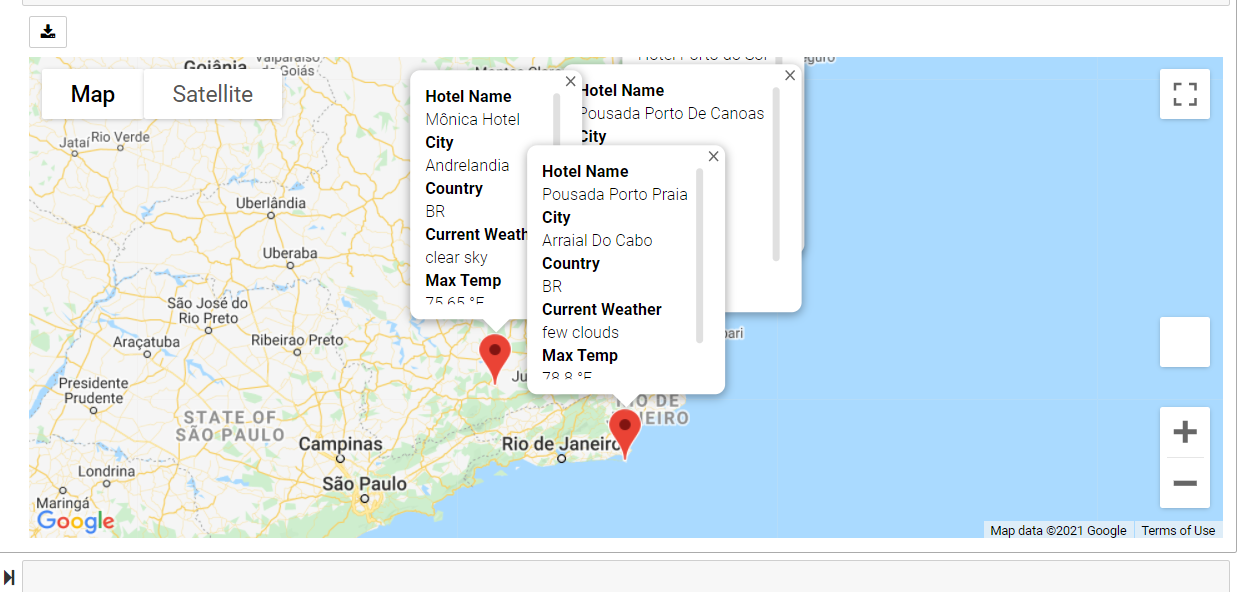 Map
Satellite
Goiânia
Valparaíso
de Goiás
Jataí
Rio Verde
Uberlândia
Uberaba
São José do
Rio Preto
Ribeirao Preto
Araçatuba
Presidente
Prudente
STATE OF
SÃO PAULO
Campinas
Londrina
São Paulo
Maringá
Rio de Janeiro
RIO DE
Hotel Name
Mônica Hotel
City
Andrelandia
Country
BR
Current Weath
clear sky
Max Temp
75.65 °F
Hotel Name
Pousada Porto De Canoas
City
Hotel Name
Pousada Porto Praia
City
Arraial Do Cabo
Country
BR
Current Weather
few clouds
Max Temp
78.8 °F
Google
Map data ©2021 Google
Terms of Use